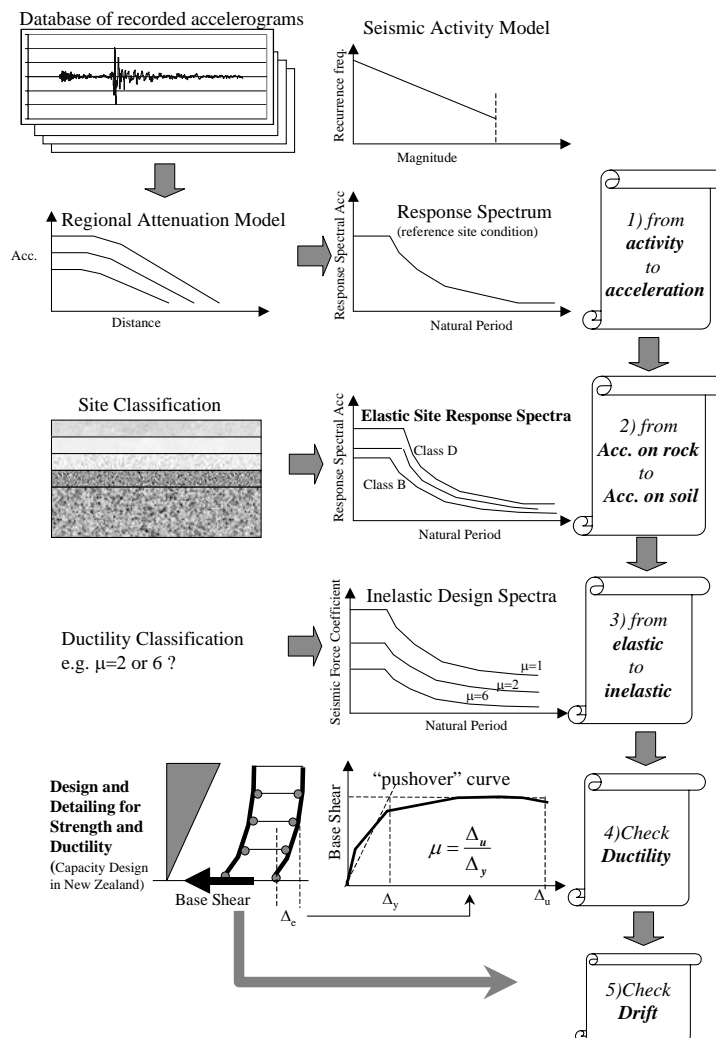 Database of recorded accelerograms
Seismic Activity Model
Recurrence freq.
Magnitude
Regional Attenuation Model
Acc.
Distance
Response Spectrum
(reference site condition)
Response Spectral Acc
Natural Period
1) from
activity
to
acceleration
Site Classification
Elastic Site Response Spectra
Response Spectral Acc
Class D
Class B
Natural Period
2) from
Acc. on rock
to
Acc. on soil
Ductility Classification
e.g. μ=2 or 6 ?
Inelastic Design Spectra
Seismic Force Coefficient
μ=1
μ=2
μ=6
Natural Period
3) from
elastic
to
inelastic
Design and
Detailing for
Strength and
Ductility
(Capacity Design
in New Zealand)
Base Shear
Δe
"pushover" curve
Base Shear
μ = Δu / Δy
Δy
Δu
4)Check
Ductility
5)Check
Drift